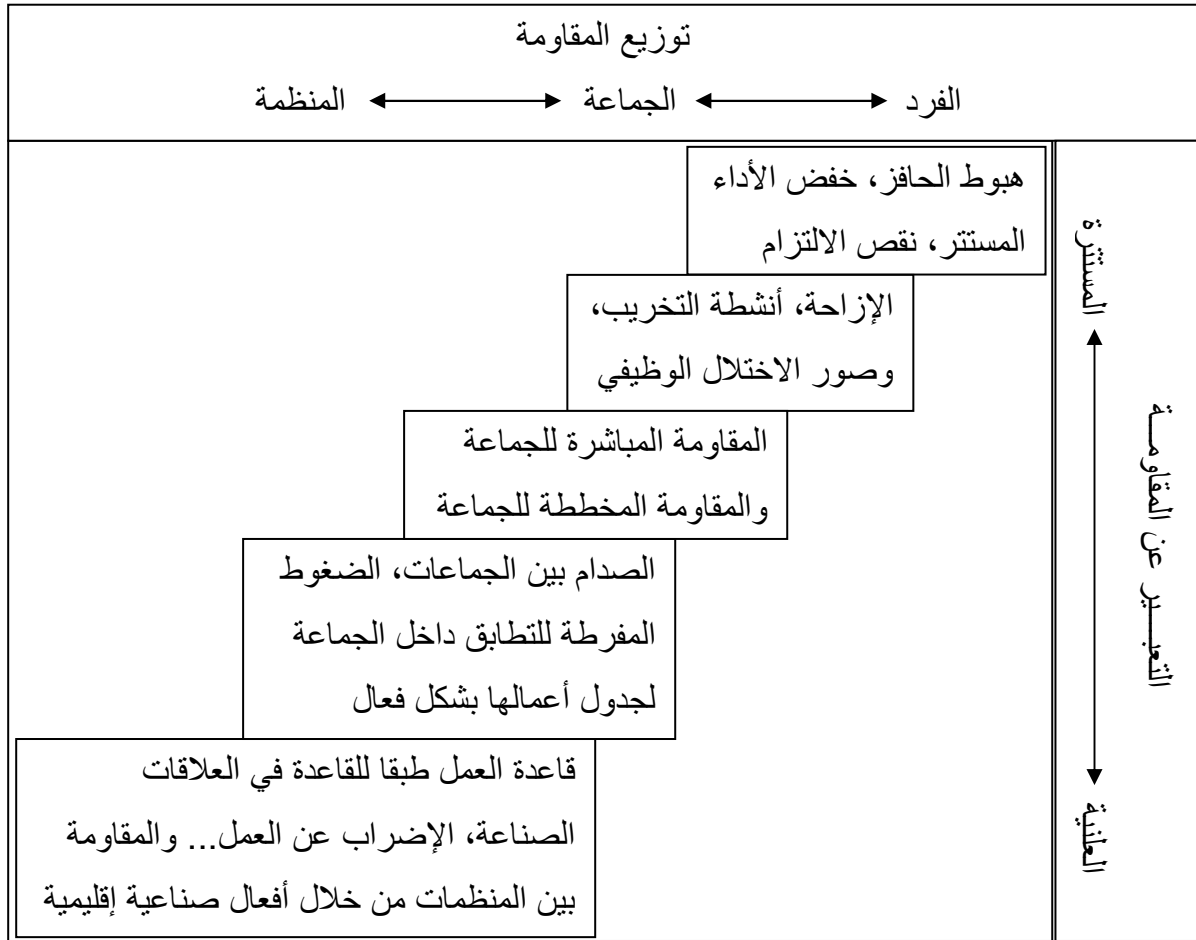 توزيع المقاومة
الفرد الجماعة المنظمة
هبوط الحافز، خفض الأداء
المستتر، نقص الالتزام
الإزاحة، أنشطة التخريب،
وصور الاختلال الوظيفي
المقاومة المباشرة للجماعة
والمقاومة المخططة للجماعة
الصدام بين الجماعات، الضغوط
المفرطة للتطابق داخل الجماعة
لجدول أعمالها بشكل فعال
قاعدة العمل طبقا للقاعدة في العلاقات
الصناعة، الإضراب عن العمل... والمقاومة
بين المنظمات من خلال أفعال صناعية إقليمية
المستترة
العلنية
التعبـــير عن المقاومـــة